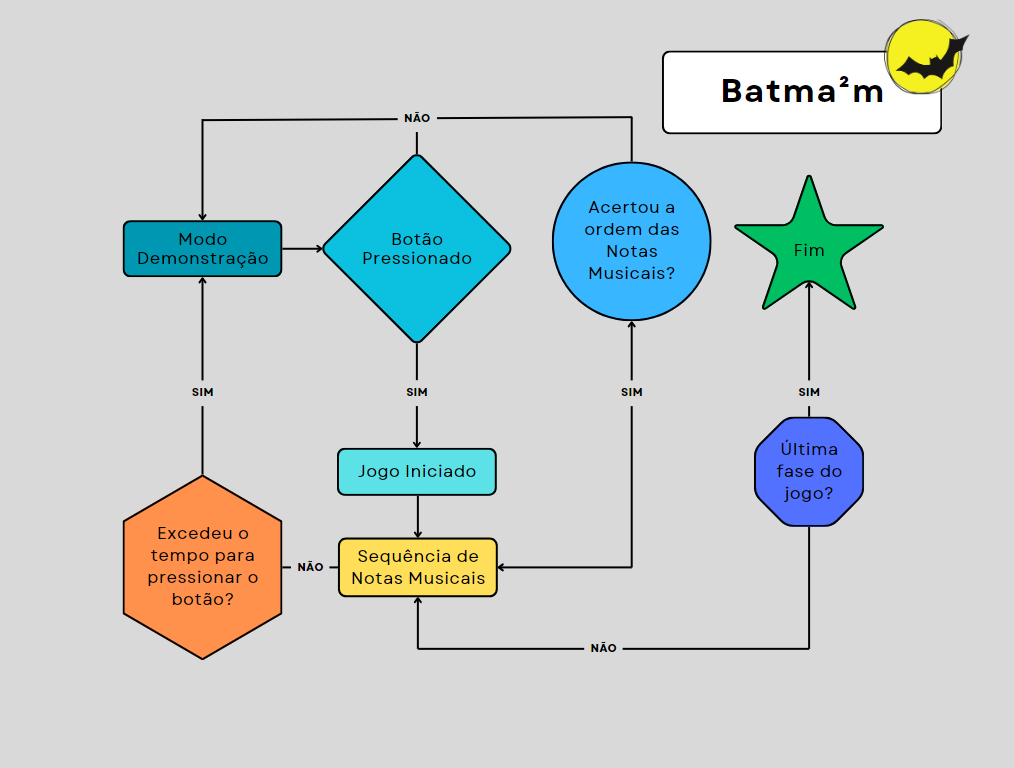 Batma²m
NÃO
Modo
Demonstração
Botão
Pressionado
Acertou a
ordem das
Notas
Musicais?
Fim
SIM
SIM
SIM
SIM
Jogo Iniciado
Última
fase do
jogo?
Excedeu o
tempo para
pressionar o
botão?
NÃO
Sequência de
Notas Musicais
NÃO